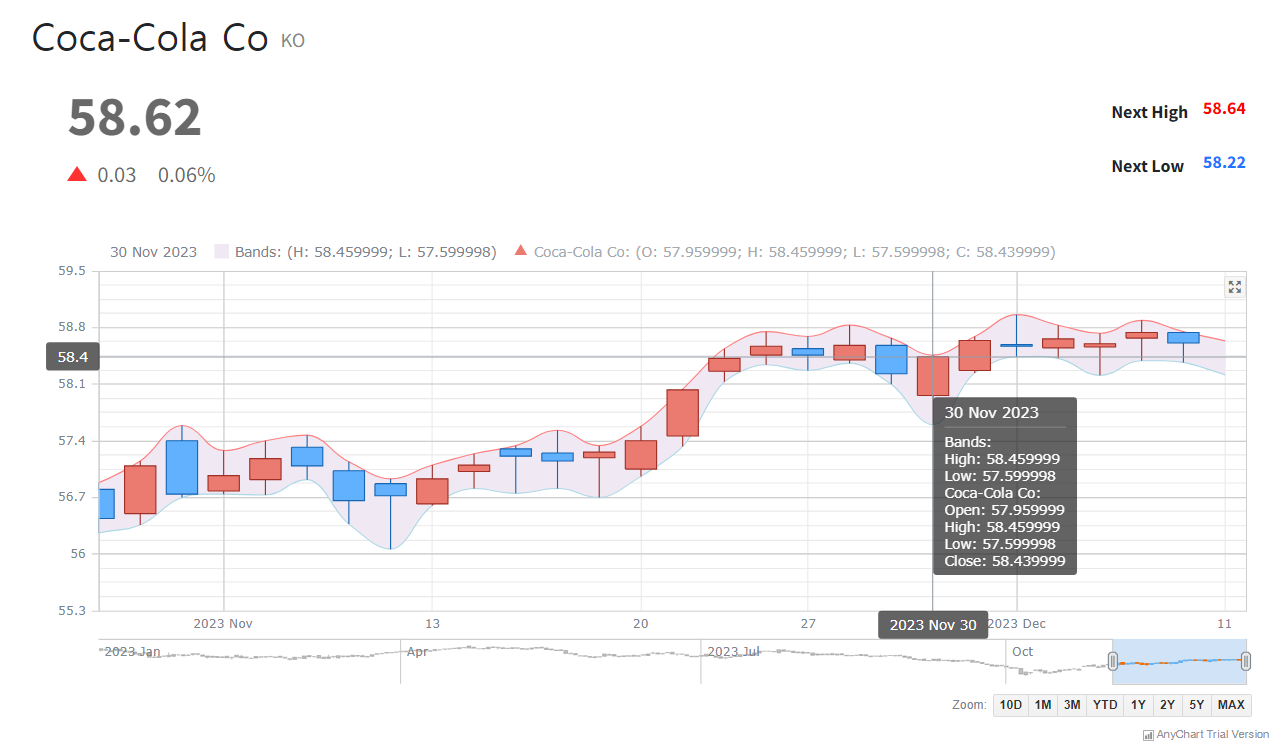 Coca-Cola Co KO
58.62
0.03 0.06%
Next High 58.64
Next Low 58.22
30 Nov 2023 Bands: (H: 58.459999; L: 57.599998) Coca-Cola Co: (O: 57.959999; H: 58.459999; L: 57.599998; C: 58.439999)
59.5
58.8
58.4
58.1
57.4
56.7
56
55.3
30 Nov 2023
Bands:
High: 58.459999
Low: 57.599998
Coca-Cola Co:
Open: 57.959999
High: 58.459999
Low: 57.599998
Close: 58.439999
2023 Nov 13 20 27 2023 Nov 30 2023 Dec 11
2023 Jan Apr 2023 Jul Oct
Zoom: 10D 1M 3M YTD 1Y 2Y 5Y MAX
AnyChart Trial Version